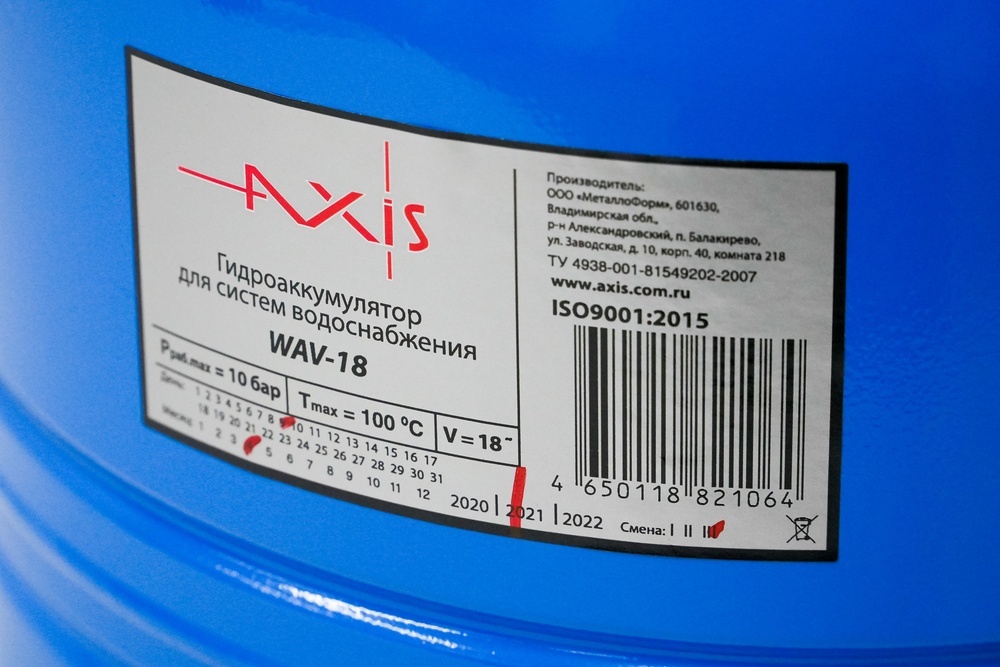 AXIS
Гидроаккумулятор
для систем водоснабжения
WAV-18
Pраб.max = 10 бар
Tmax = 100 ºC
V = 18
День:
1 2 3 4 5 6 7 8 10 11 12 13 14 15 16 17
18 19 20 21 22 23 24 25 26 27 28 29 30 31
Месяц: 1 2 3 5 6 7 8 9 10 11 12
2020 | 2021 | 2022
Смена: I II III
Производитель:
ООО «МеталлоФорм», 601630,
Владимирская обл.,
р-н Александровский, п. Балакирево,
ул. Заводская, д. 10, корп. 40, комната 218
ТУ 4938-001-81549202-2007
www.axis.com.ru
ISO9001:2015
4 650118 821064